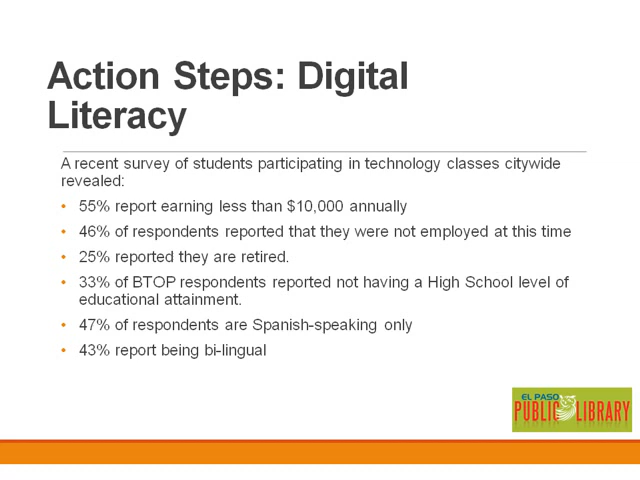 Action Steps: Digital
Literacy
A recent survey of students participating in technology classes citywide
revealed:
• 55% report earning less than $10,000 annually
• 46% of respondents reported that they were not employed at this time
• 25% reported they are retired.
• 33% of BTOP respondents reported not having a High School level of
educational attainment.
• 47% of respondents are Spanish-speaking only
• 43% report being bi-lingual
EL PASO
PUBLIC LIBRARY